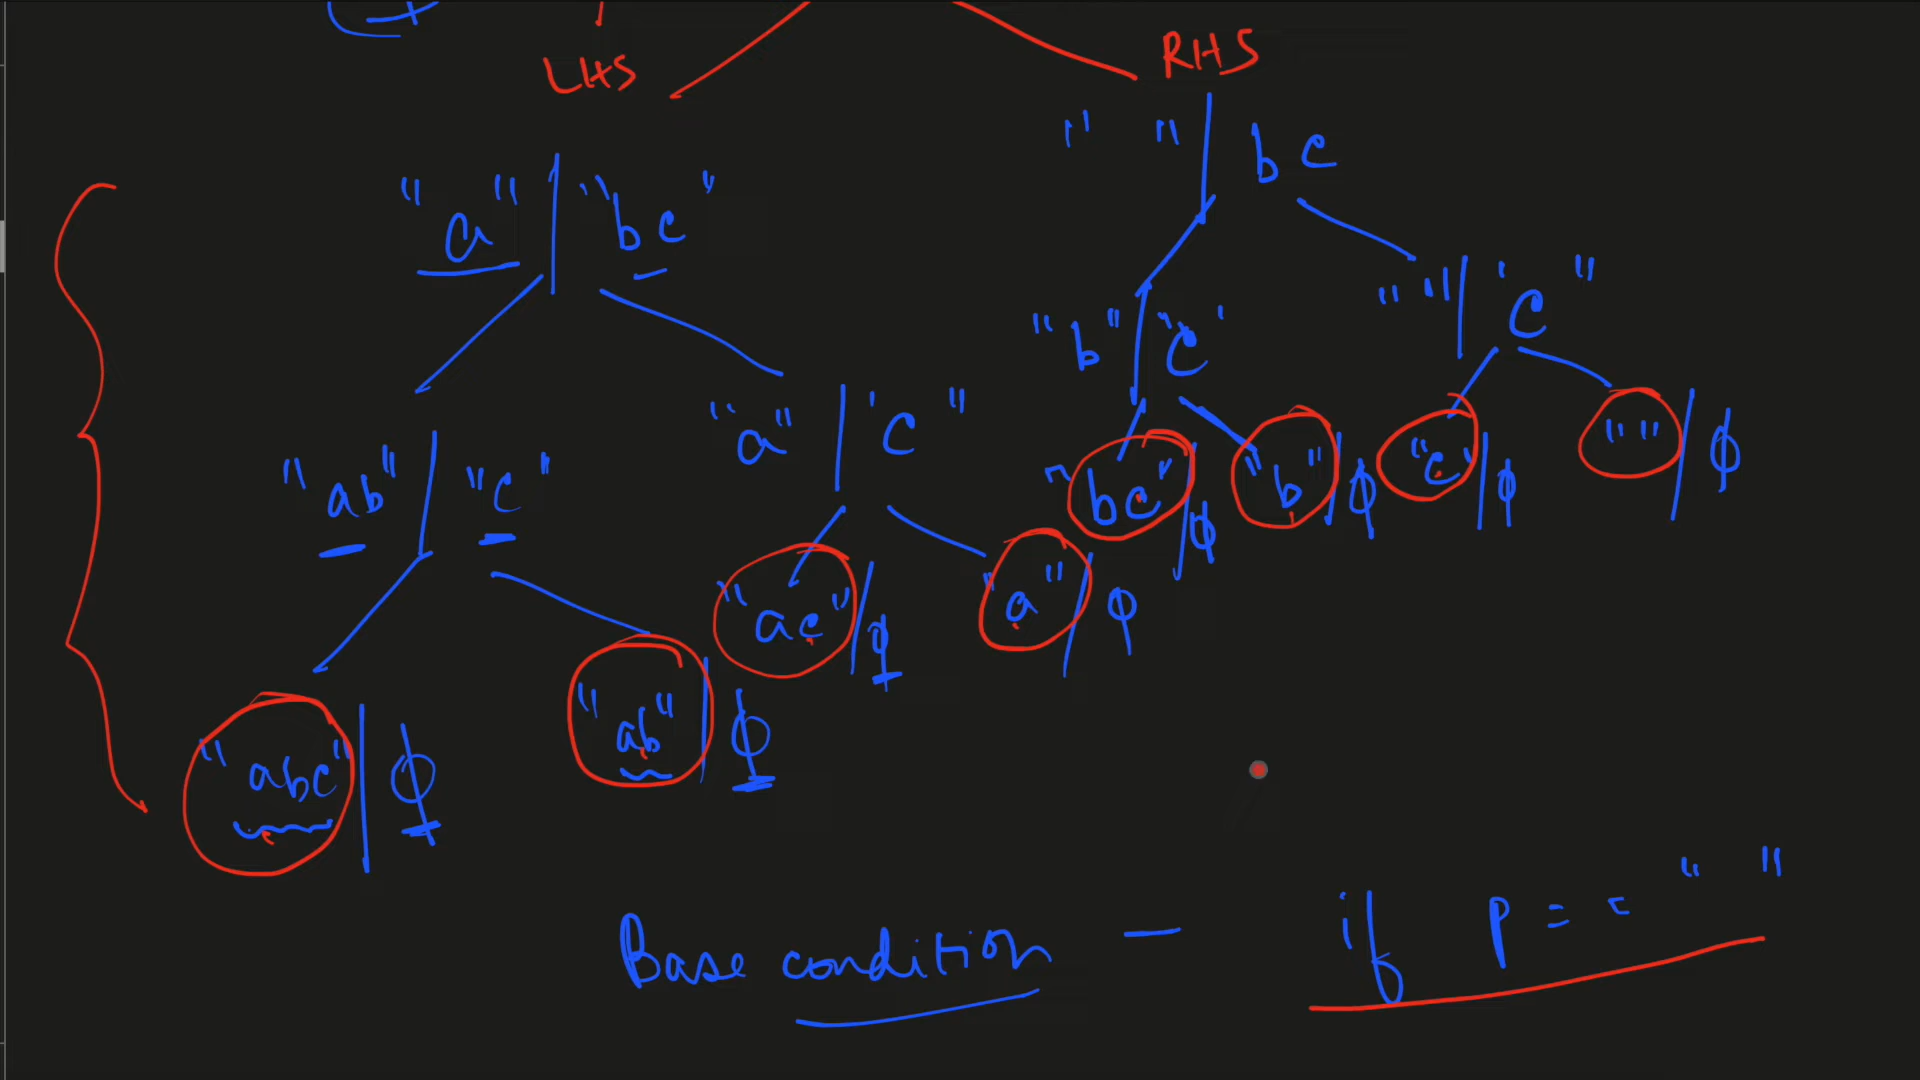 LHS
RHS
" " | bc
"a" | "bc"
"b" | "c"
" " | "c"
"ab" | "c"
"a" | 'c"
"bc" | ϕ
"b" | ϕ
"c" | ϕ
" " | ϕ
"ac" | ϕ
"a" | ϕ
"abc" | ϕ
"ab" | ϕ
Base condition — if p == " "